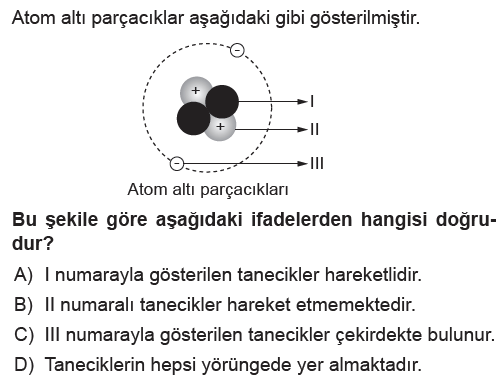 Atom altı parçacıklar aşağıdaki gibi gösterilmiştir.
-
+
I
+
II
-
III
Atom altı parçacıkları
Bu şekile göre aşağıdaki ifadelerden hangisi doğru-
dur?
A) I numarayla gösterilen tanecikler hareketlidir.
B) II numaralı tanecikler hareket etmemektedir.
C) III numarayla gösterilen tanecikler çekirdekte bulunur.
D) Taneciklerin hepsi yörüngede yer almaktadır.